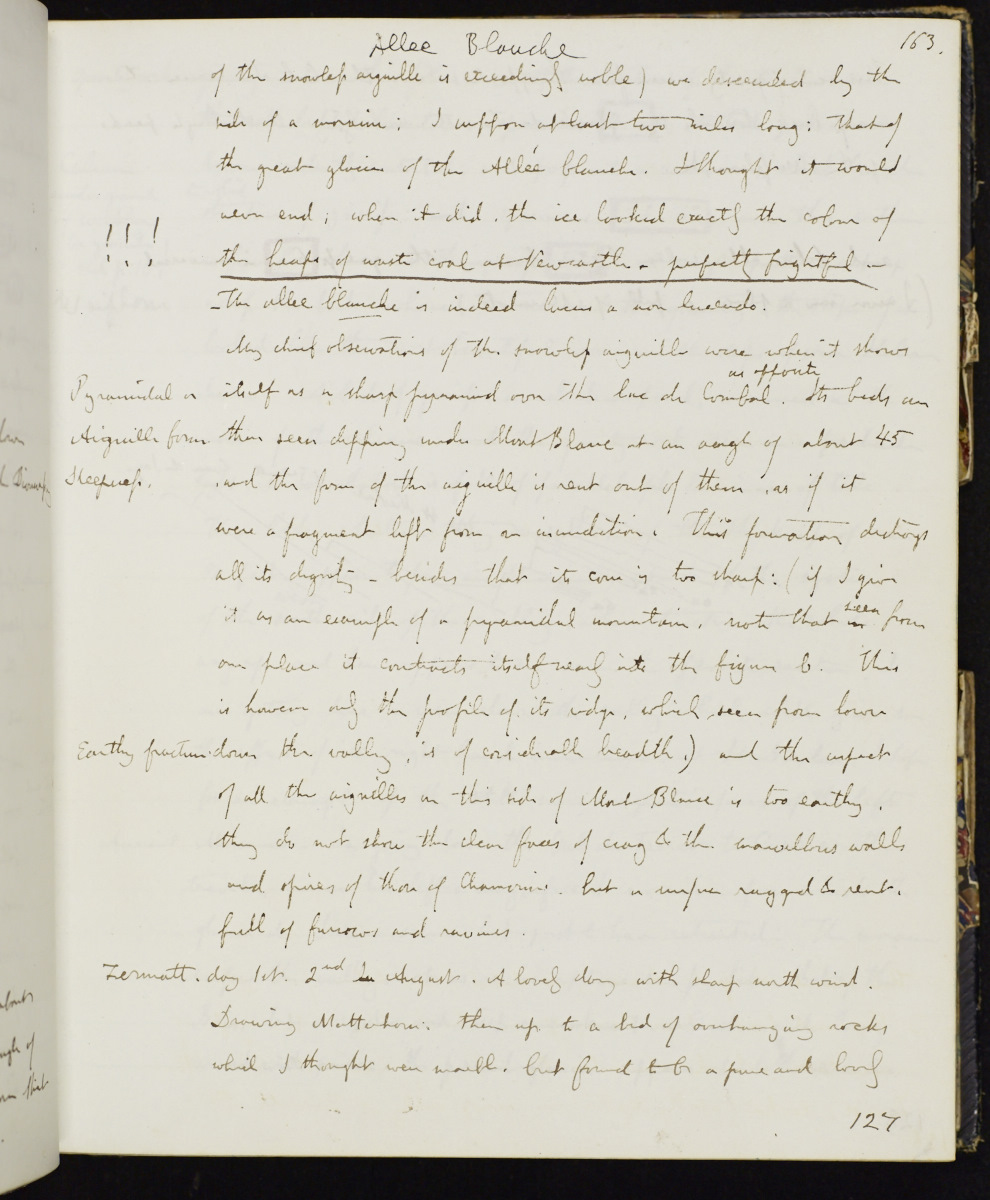 Allee Blanche
163.
of the snowless aiguille is exceedingly noble) we descended by the
side of a moraine; I suppose at least two miles long; that of
the great glacier of the Allée blanche. I thought it would
never end; when it did, the ice looked exactly the colour of
!!!
the heaps of waste coal at Newcastle - perfectly frightful -
- The allee blanche is indeed lucus a non lucendo.
My chief observations of the snowless aiguille were when it shows
as opposite
Pyramidal or
itself as a sharp pyramid over the lac de Combal. Its beds are
Aiguille form
then seen dipping under Mont Blanc at an angle of about 45
Steepness.
, and the form of the aiguille is rent out of them, as if it
were a fragment left from an inundation. This formation destroys
all its dignity - besides that its cone is too sharp: (if I give
it as an example of a pyramidal mountain, note that seen from
one place it contracts itself nearly into the figure b. This
is however only the profile of its ridge, which seen from lower
Earthy fracture
down the valley, is of considerable breadth.) and the aspect
of all the aiguilles on this side of Mont Blanc is too earthy,
they do not show the clear faces of crag & the marvellous walls
and spires of those of Chamonix. but a surface ragged & rent,
full of furrows and ravines.
Zermatt. day 1st. 2nd August. A lovely day with sharp north wind.
Drawing Matterhorn. then up to a bed of overhanging rocks
which I thought were marble, but found to be a pure and lovely
127